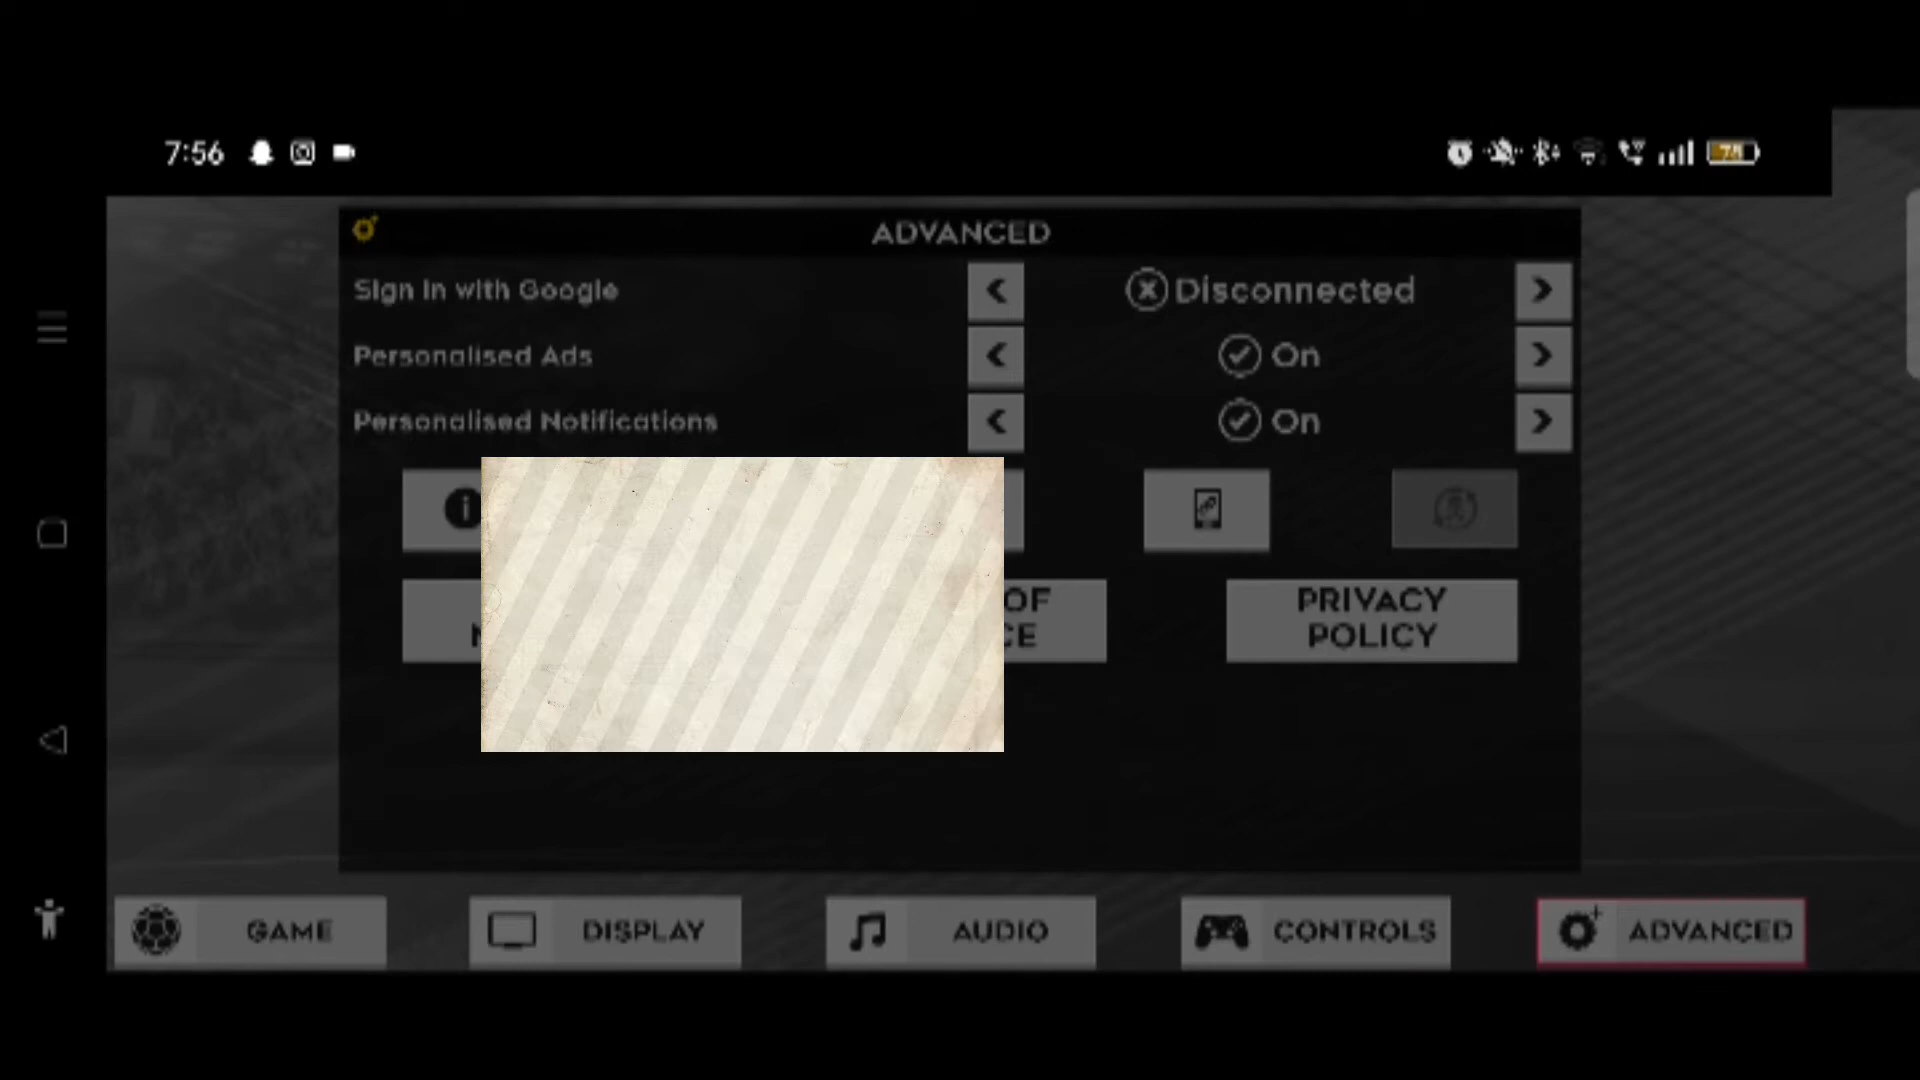 7:56
ADVANCED
Sign in with Google
Disconnected
Personalised Ads
On
Personalised Notifications
On
OF
PRIVACY
POLICY
GAME
DISPLAY
AUDIO
CONTROLS
ADVANCED